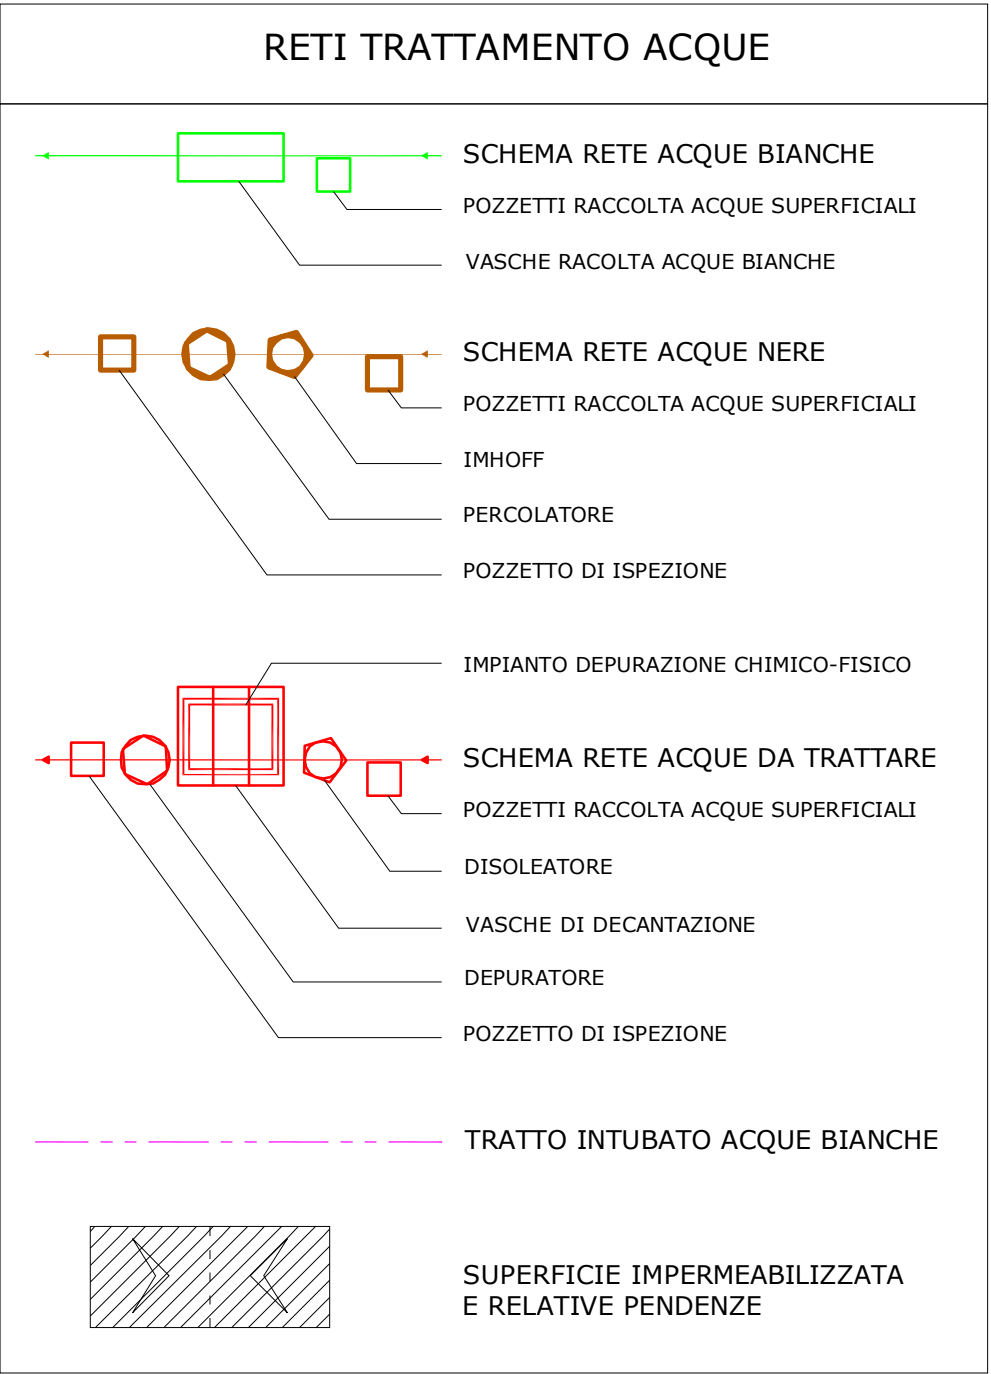 RETI TRATTAMENTO ACQUE
SCHEMA RETE ACQUE BIANCHE
POZZETTI RACCOLTA ACQUE SUPERFICIALI
VASCHE RACOLTA ACQUE BIANCHE
SCHEMA RETE ACQUE NERE
POZZETTI RACCOLTA ACQUE SUPERFICIALI
IMHOFF
PERCOLATORE
POZZETTO DI ISPEZIONE
IMPIANTO DEPURAZIONE CHIMICO-FISICO
SCHEMA RETE ACQUE DA TRATTARE
POZZETTI RACCOLTA ACQUE SUPERFICIALI
DISOLEATORE
VASCHE DI DECANTAZIONE
DEPURATORE
POZZETTO DI ISPEZIONE
TRATTO INTUBATO ACQUE BIANCHE
SUPERFICIE IMPERMEABILIZZATA
E RELATIVE PENDENZE